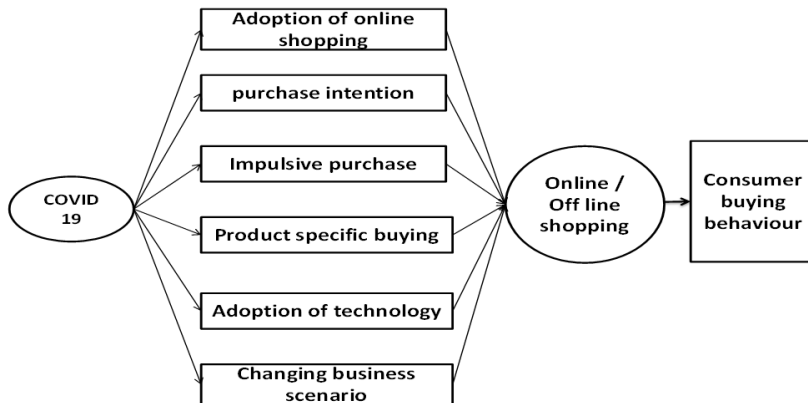 Adoption of online
shopping
purchase intention
Impulsive purchase
COVID
19
Product specific buying
Adoption of technology
Changing business
scenario
Online /
Off line
shopping
Consumer
buying
behaviour